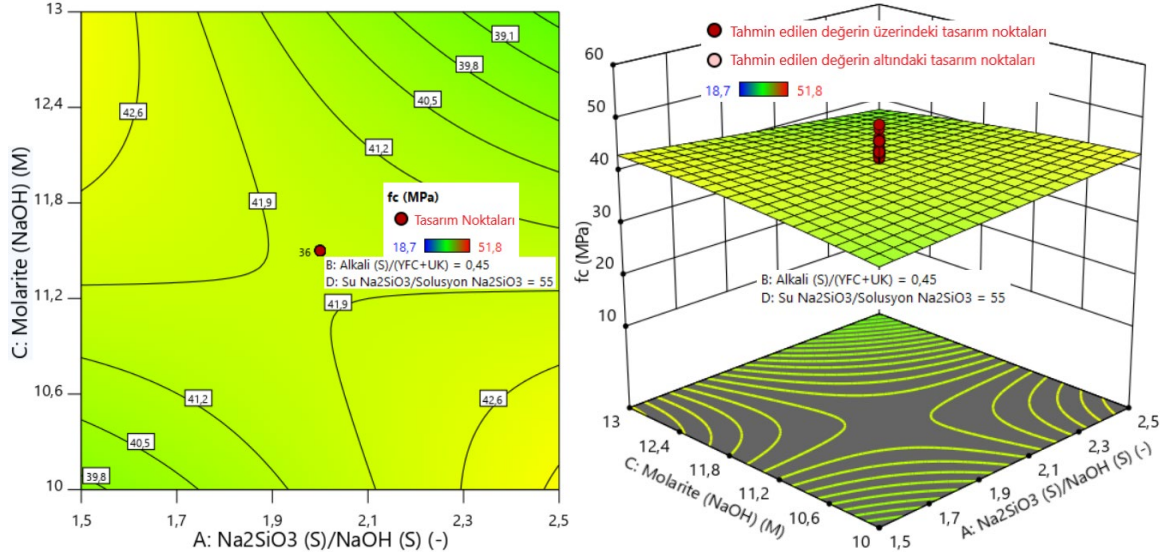 13
12,4
11,8
11,2
10,6
10
C: Molarite (NaOH) (M)
39,1
39,8
40,5
42,6
41,2
41,9
fc (MPa)
Tasarım Noktaları
18,7 51,8
36
B: Alkali (S)/(YFC+UK) = 0,45
D: Su Na2SiO3/Solusyon Na2SiO3 = 55
41,9
41,2
42,6
40,5
39,8
1,5 1,7 1,9 2,1 2,3 2,5
A: Na2SiO3 (S)/NaOH (S) (-)
Tahmin edilen değerin üzerindeki tasarım noktaları
Tahmin edilen değerin altındaki tasarım noktaları
18,7 51,8
60
50
40
30
20
10
fc (MPa)
B: Alkali (S)/(YFC+UK) = 0,45
D: Su Na2SiO3/Solusyon Na2SiO3 = 55
13
12,4
11,8
11,2
10,6
10
C: Molarite (NaOH) (M)
2,5
2,3
2,1
1,9
1,7
1,5
A: Na2SiO3 (S)/NaOH (S) (-)